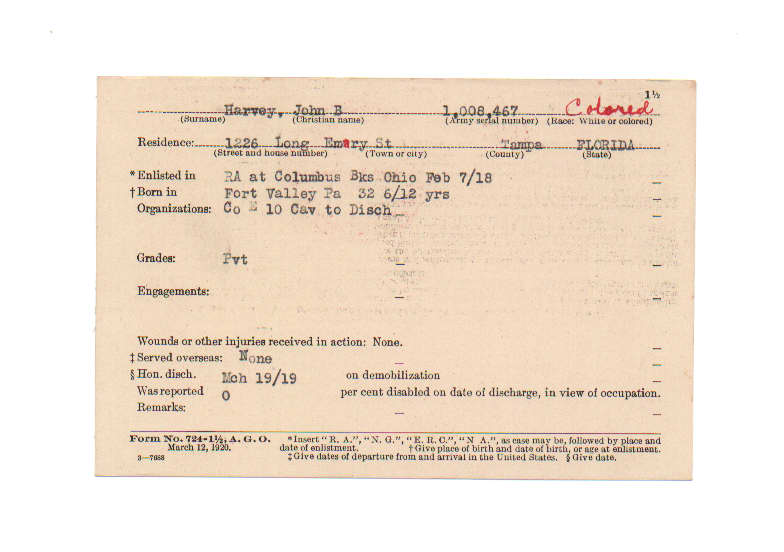 1½
Harvey, John B 1,008,467 Colored
(Surname) (Christian name) (Army serial number) (Race: White or colored)
Residence: 1226 Long Emary St Tampa FLORIDA
(Street and house number) (Town or city) (County) (State)
*Enlisted in RA at Columbus Bks Ohio Feb 7/18
†Born in Fort Valley Pa 32 6/12 yrs
Organizations: Co E 10 Cav to Disch
Grades: Pvt
Engagements:
Wounds or other injuries received in action: None.
‡Served overseas: None
§Hon. disch. Mch 19/19 on demobilization
Was reported 0 per cent disabled on date of discharge, in view of occupation.
Remarks:
Form No. 724-1½, A. G. O. *Insert "R. A.", "N. G.", "E. R. C.", "N A.", as case may be, followed by place and
March 12, 1920. date of enlistment. †Give place of birth and date of birth, or age at enlistment.
3—7688 ‡Give dates of departure from and arrival in the United States. §Give date.